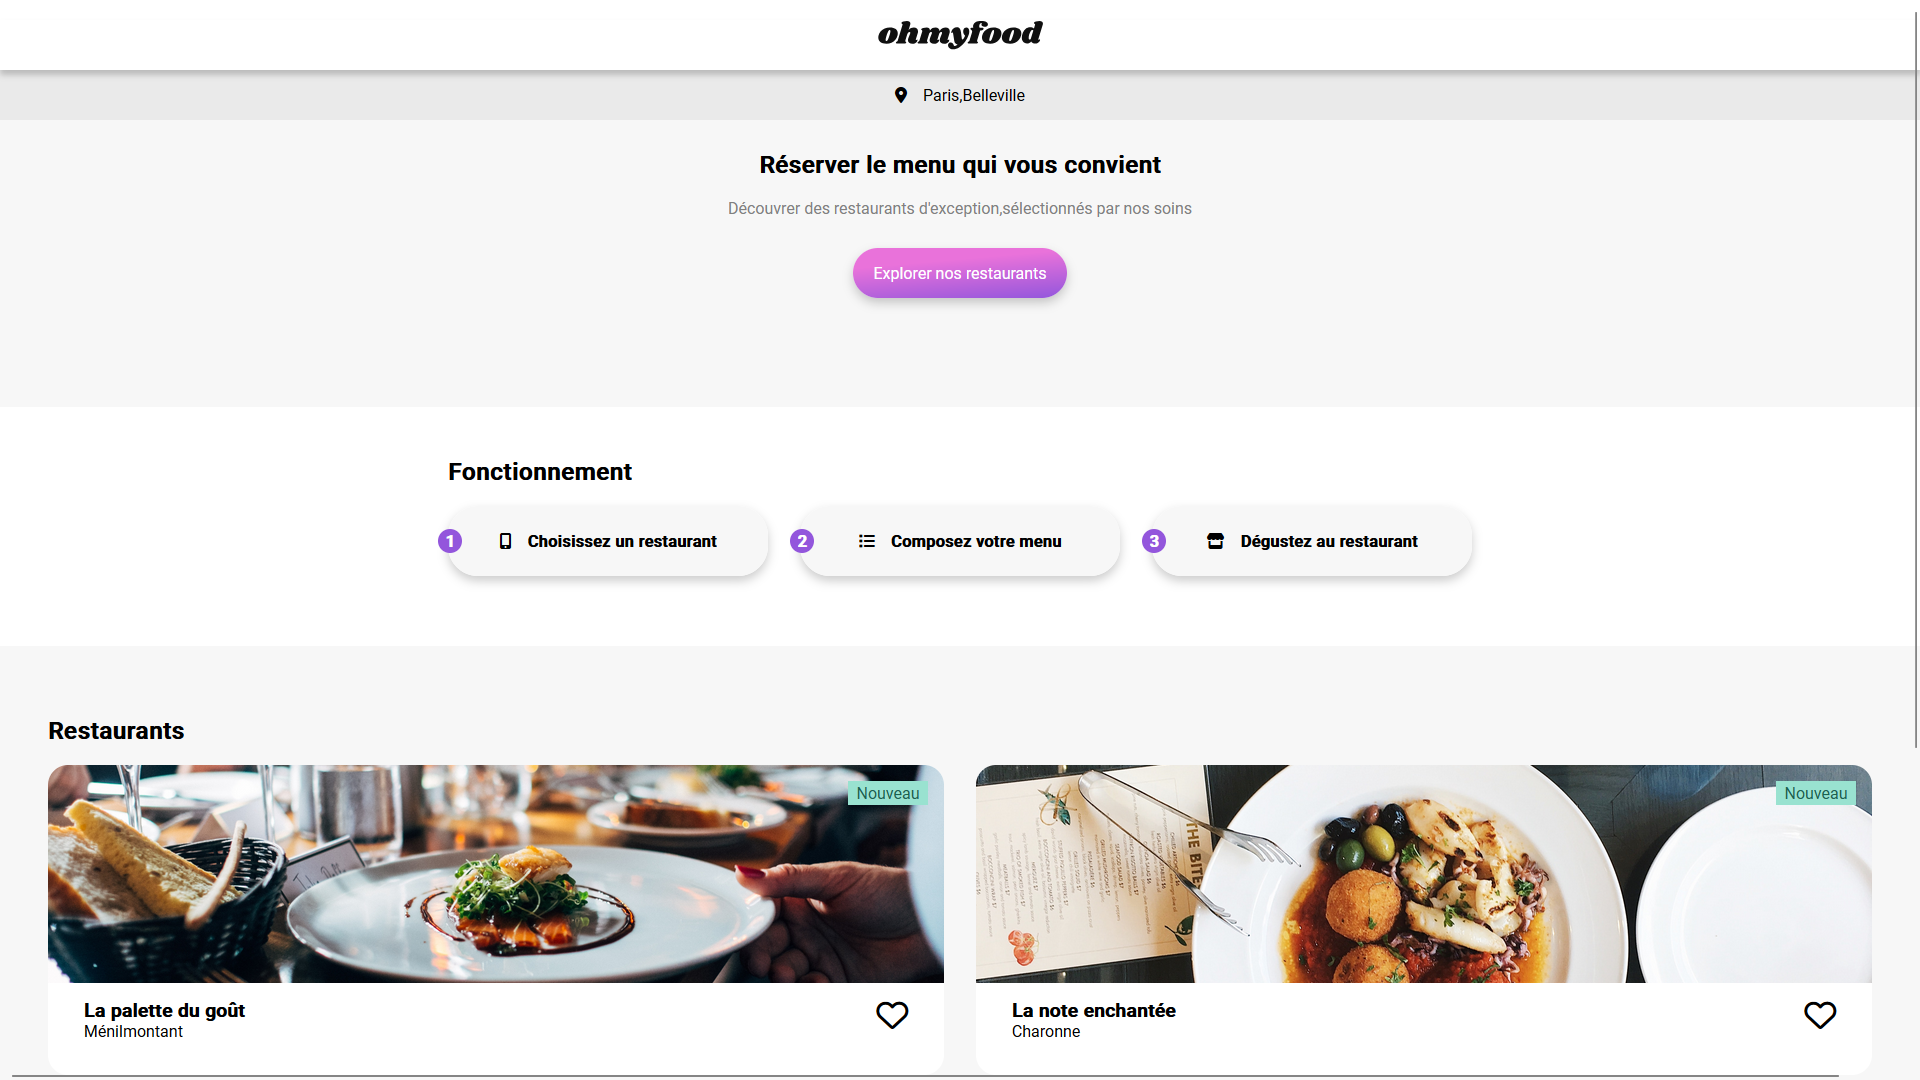 ohmyfood
Paris,Belleville
Réserver le menu qui vous convient
Découvrer des restaurants d'exception,sélectionnés par nos soins
Explorer nos restaurants
Fonctionnement
1 Choisissez un restaurant
2 Composez votre menu
3 Dégustez au restaurant
Restaurants
Nouveau
Nouveau
THE BITE
La palette du goût
Ménilmontant
La note enchantée
Charonne